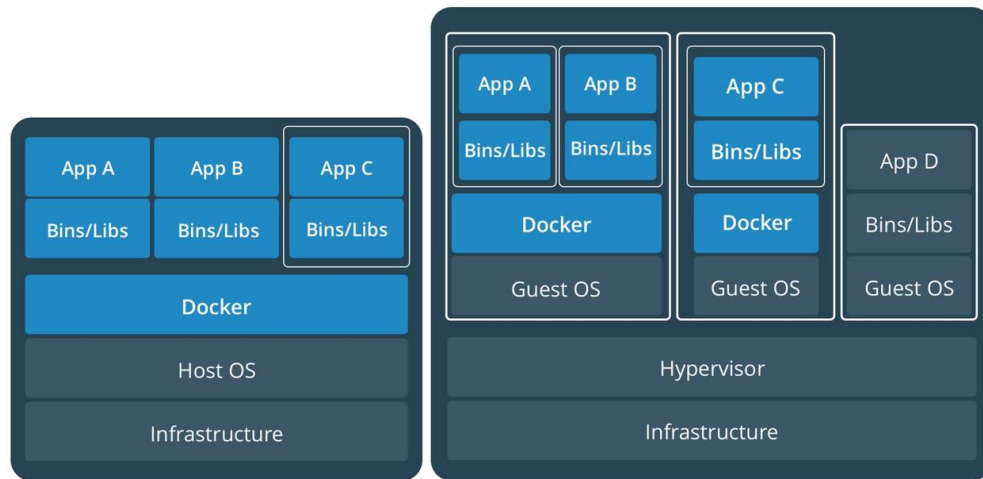 App A App B App C
Bins/Libs Bins/Libs Bins/Libs
Docker
Host OS
Infrastructure
App A App B App C
Bins/Libs Bins/Libs Bins/Libs
App D
Docker Docker Bins/Libs
Guest OS Guest OS Guest OS
Hypervisor
Infrastructure